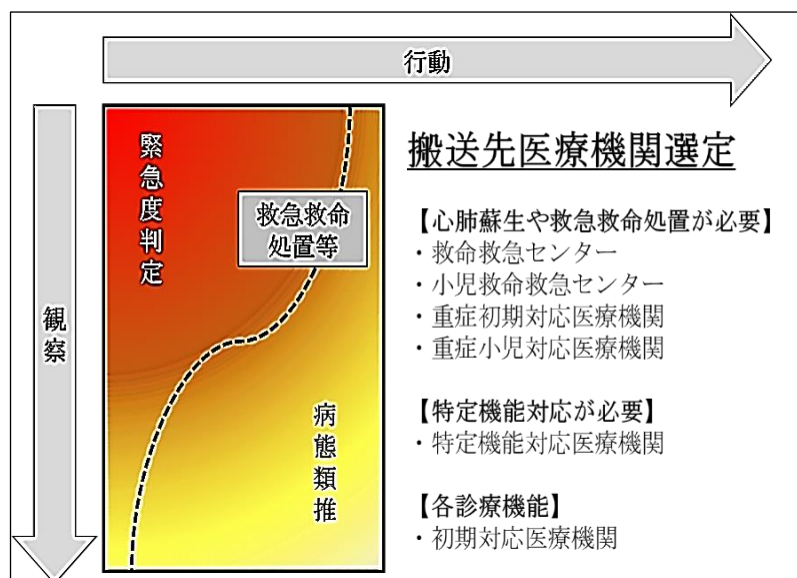 行動
観察
緊急度判定
救急救命
処置等
病態類推
搬送先医療機関選定
【心肺蘇生や救急救命処置が必要】
・救命救急センター
・小児救命救急センター
・重症初期対応医療機関
・重症小児対応医療機関
【特定機能対応が必要】
・特定機能対応医療機関
【各診療機能】
・初期対応医療機関